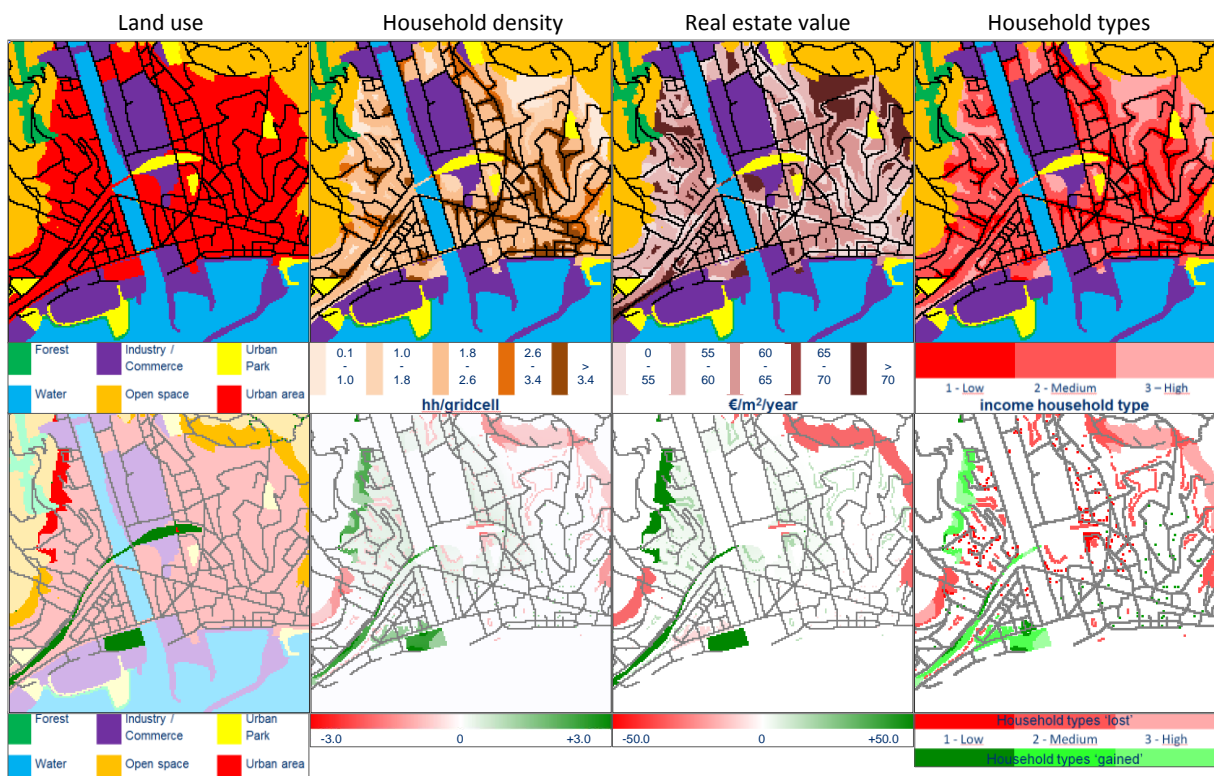 Land use Household density Real estate value Household types
Forest Industry / Urban 0.1 1.0 1.8 2.6 > 0 55 60 65 >
Commerce Park - - - - 3.4 - - - - 70
1.0 1.8 2.6 3.4 55 60 65 70
Water Open space Urban area 1 - Low 2 - Medium 3 – High
hh/gridcell €/m²/year income household type
Forest Industry / Urban Household types 'lost'
Commerce Park -3.0 0 +3.0 -50.0 0 +50.0 1 - Low 2 - Medium 3 - High
Water Open space Urban area Household types 'gained'